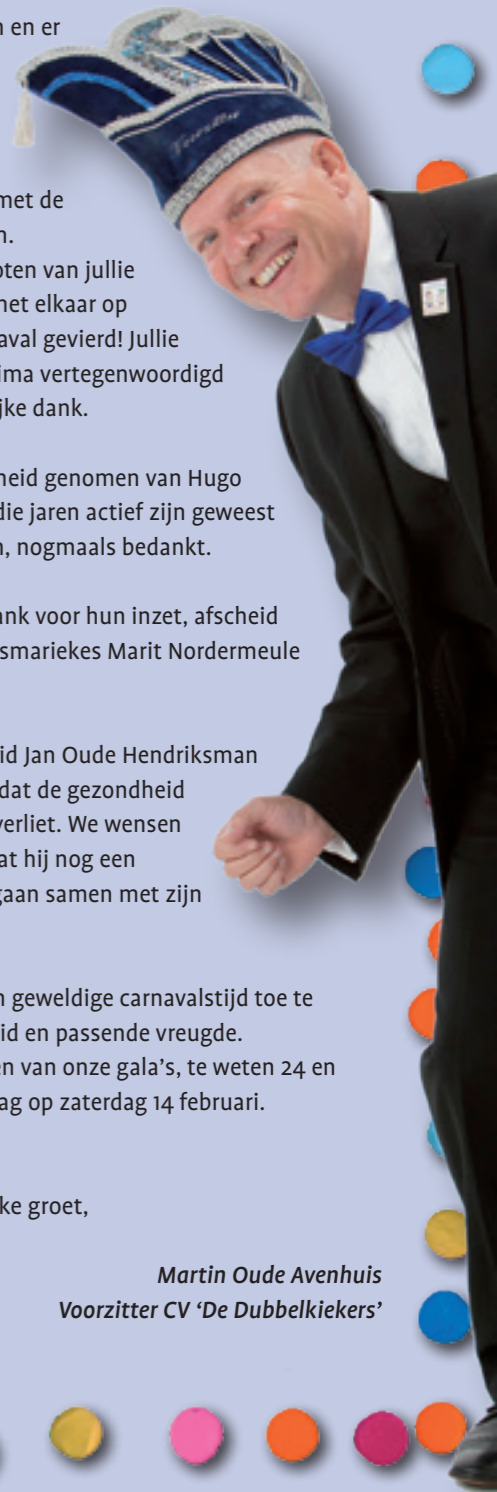 n en er
met de
n.
oten van jullie
net elkaar op
aval gevierd! Jullie
ima vertegenwoordigd
ijke dank.
heid genomen van Hugo
die jaren actief zijn geweest
n, nogmaals bedankt.
ank voor hun inzet, afscheid
smariekes Marit Nordermeule
id Jan Oude Hendriksman
dat de gezondheid
verliet. We wensen
at hij nog een
gaan samen met zijn
n geweldige carnavalstijd toe te
id en passende vreugde.
en van onze gala's, te weten 24 en
ag op zaterdag 14 februari.
ke groet,
Martin Oude Avenhuis
Voorzitter CV ‘De Dubbelkiekers’